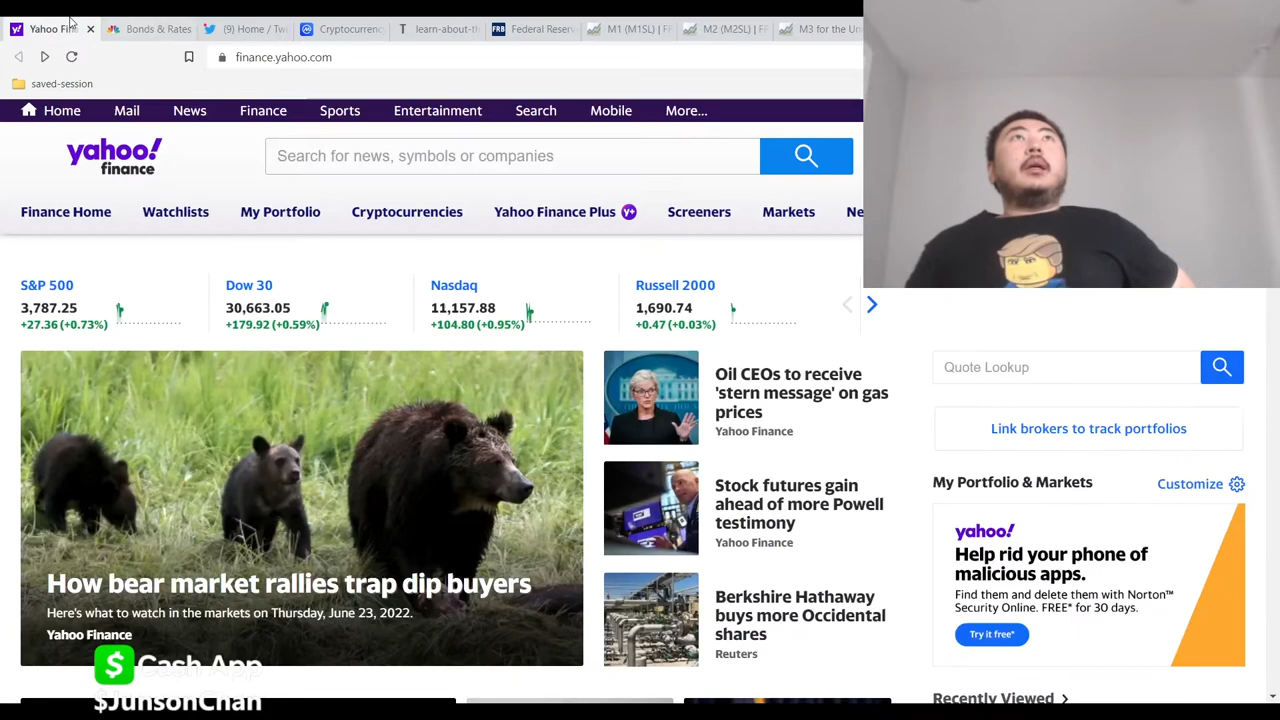 Yahoo Fin
Bonds & Rates
(9) Home / Tw
Cryptocurrenc
learn-about-th
Federal Reser
M1 (M1SL) | F
M2 (M2SL) | F
M3 for the Un
finance.yahoo.com
saved-session
Home
Mail
News
Finance
Sports
Entertainment
Search
Mobile
More...
yahoo!
finance
Search for news, symbols or companies
Finance Home
Watchlists
My Portfolio
Cryptocurrencies
Yahoo Finance Plus
Screeners
Markets
Ne
S&P 500
3,787.25
+27.36 (+0.73%)
Dow 30
30,663.05
+179.92 (+0.59%)
Nasdaq
11,157.88
+104.80 (+0.95%)
Russell 2000
1,690.74
+0.47 (+0.03%)
How bear market rallies trap dip buyers
Here's what to watch in the markets on Thursday, June 23, 2022.
Yahoo Finance
Oil CEOs to receive
'stern message' on gas
prices
Yahoo Finance
Stock futures gain
ahead of more Powell
testimony
Yahoo Finance
Berkshire Hathaway
buys more Occidental
shares
Reuters
Quote Lookup
Link brokers to track portfolios
My Portfolio & Markets
Customize
yahoo!
Help rid your phone of
malicious apps.
Find them and delete them with Norton™
Security Online. FREE* for 30 days.
Try it free*
Recently Viewed
$ Cash App
$JunsonChan